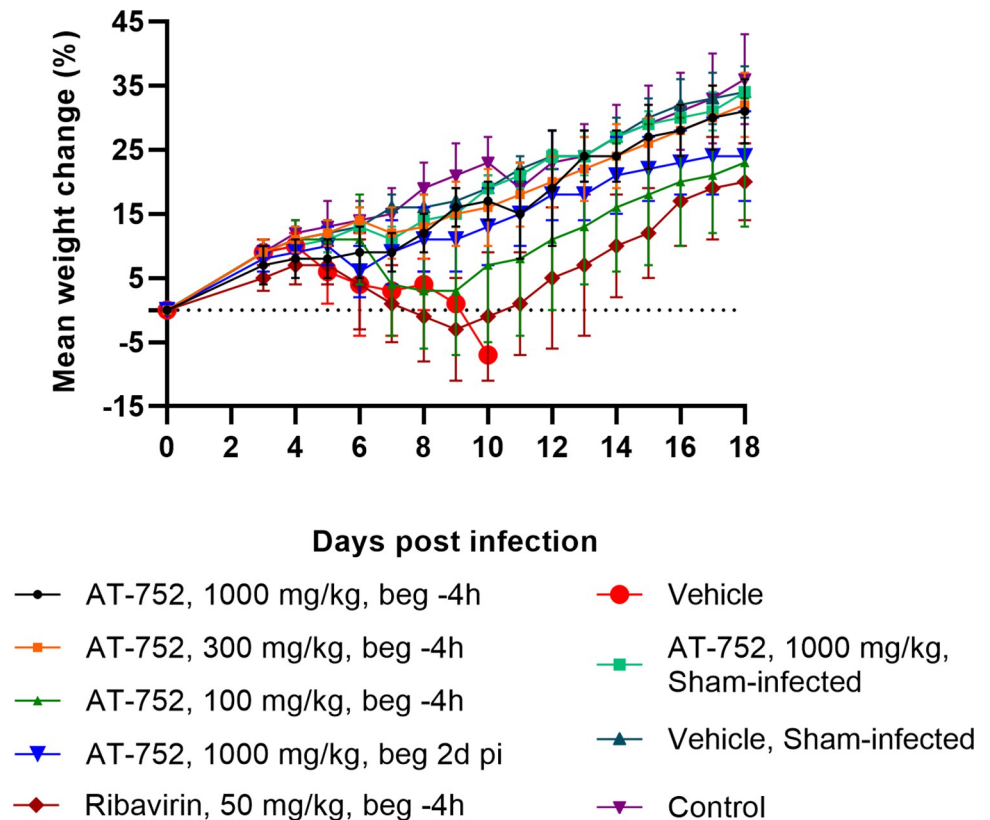 Mean weight change (%)
45
35
25
15
5
-5
-15
0 2 4 6 8 10 12 14 16 18
Days post infection
AT-752, 1000 mg/kg, beg -4h
AT-752, 300 mg/kg, beg -4h
AT-752, 100 mg/kg, beg -4h
AT-752, 1000 mg/kg, beg 2d pi
Ribavirin, 50 mg/kg, beg -4h
Vehicle
AT-752, 1000 mg/kg,
Sham-infected
Vehicle, Sham-infected
Control